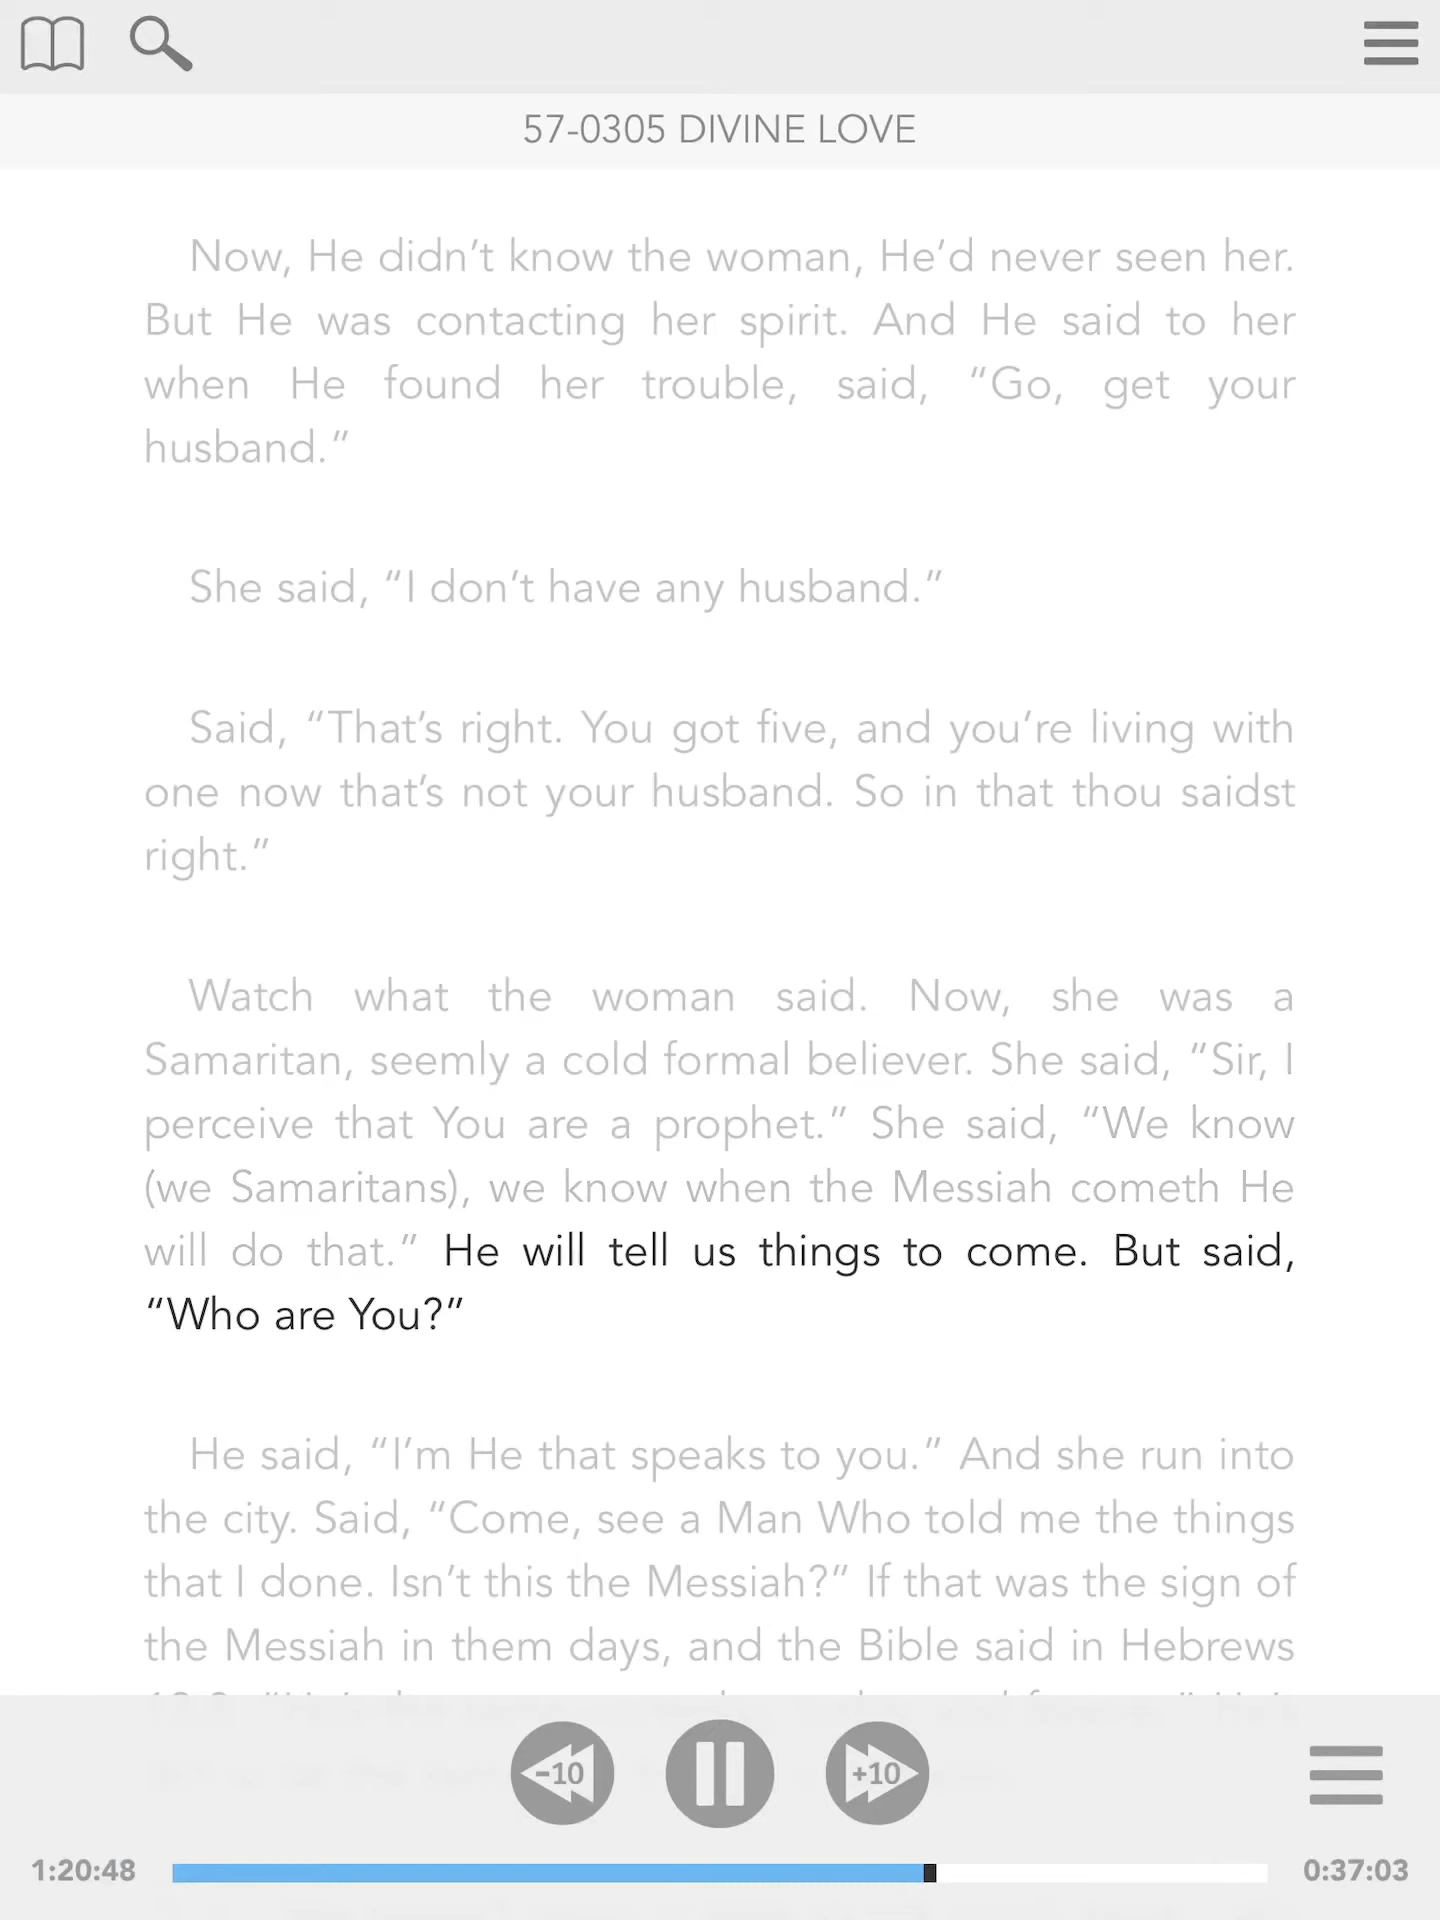 57-0305 DIVINE LOVE
Now, He didn’t know the woman, He’d never seen her.
But He was contacting her spirit. And He said to her
when He found her trouble, said, “Go, get your
husband.”
She said, “I don’t have any husband.”
Said, “That’s right. You got five, and you’re living with
one now that’s not your husband. So in that thou saidst
right.”
Watch what the woman said. Now, she was a
Samaritan, seemly a cold formal believer. She said, “Sir, I
perceive that You are a prophet.” She said, “We know
(we Samaritans), we know when the Messiah cometh He
will do that.” He will tell us things to come. But said,
“Who are You?”
He said, “I’m He that speaks to you.” And she run into
the city. Said, “Come, see a Man Who told me the things
that I done. Isn’t this the Messiah?” If that was the sign of
the Messiah in them days, and the Bible said in Hebrews
-10 +10
1:20:48 0:37:03